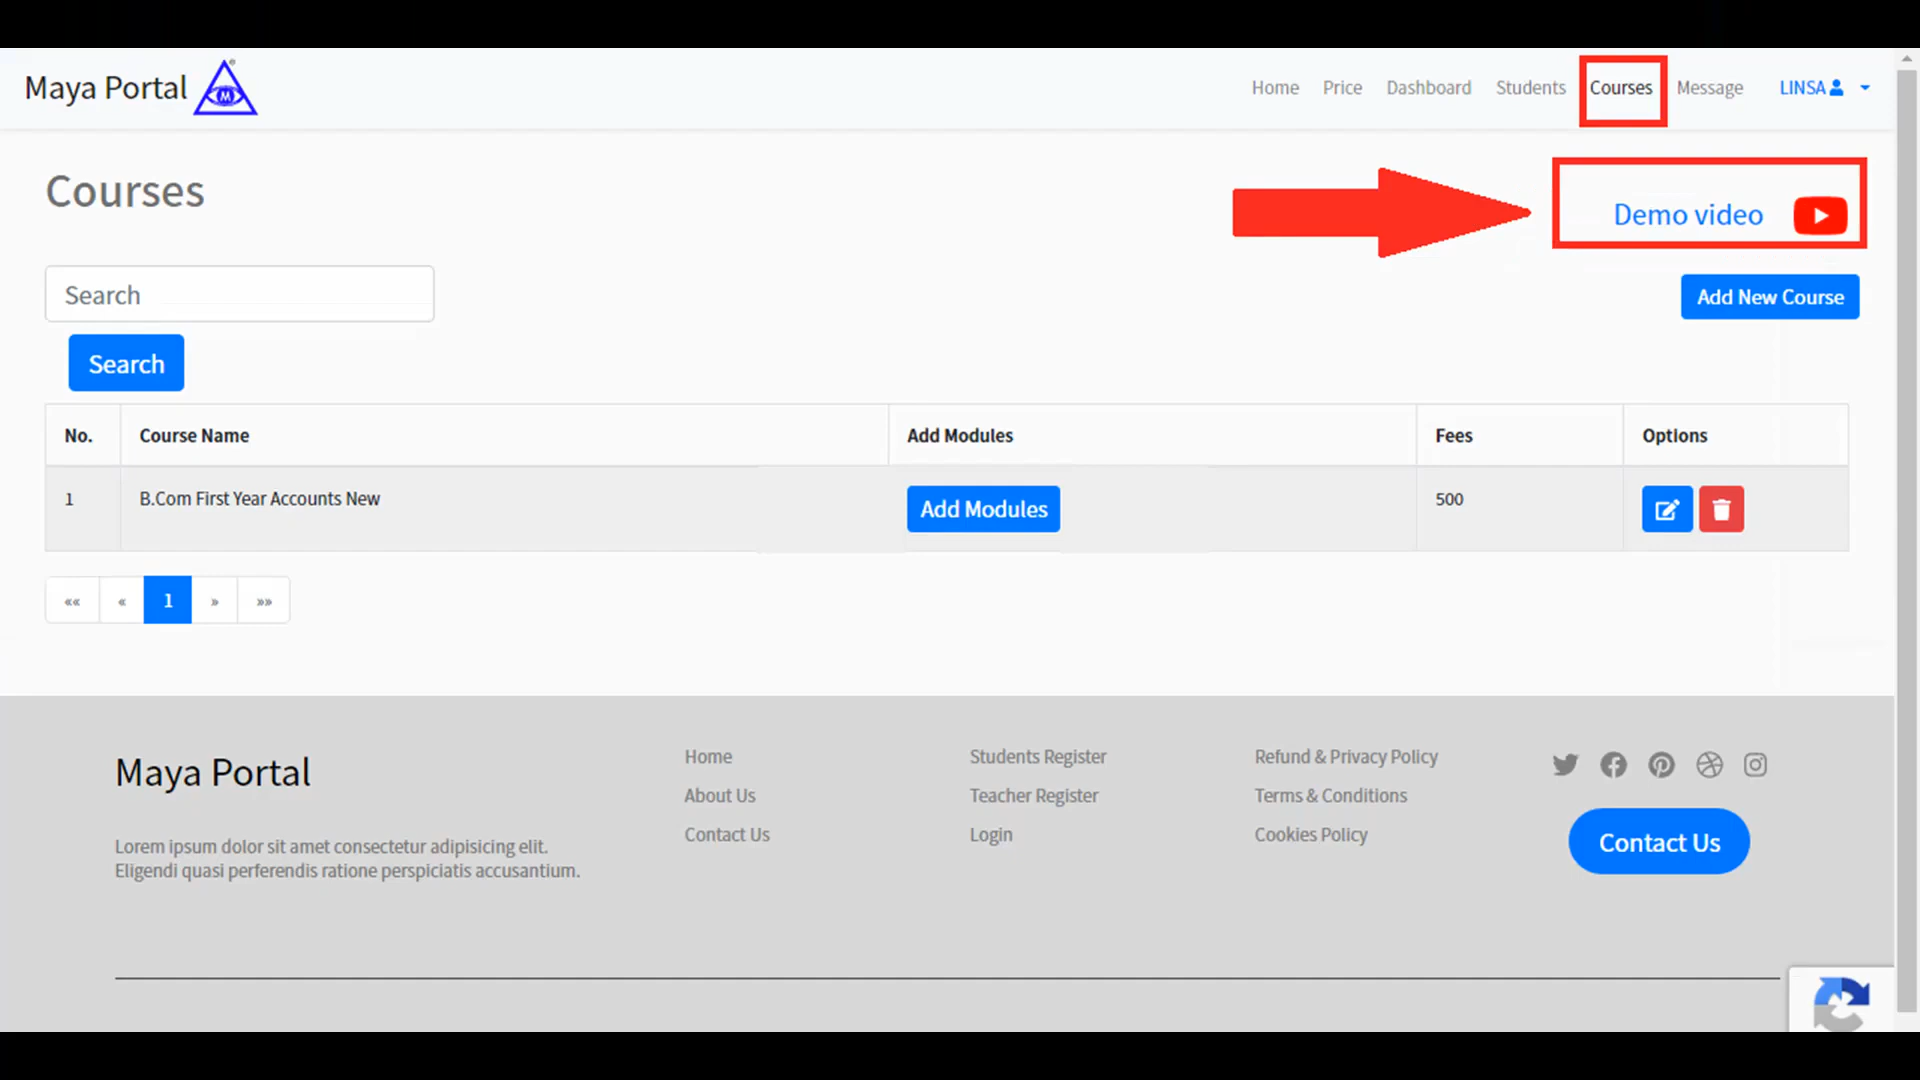 Maya Portal M
Home Price Dashboard Students Courses Message LINSA
Courses
Demo video
Search
Add New Course
Search
No. Course Name Add Modules Fees Options
1 B.Com First Year Accounts New Add Modules 500
«« « 1 » »»
Maya Portal
Lorem ipsum dolor sit amet consectetur adipisicing elit.
Eligendi quasi perferendis ratione perspiciatis accusantium.
Home
About Us
Contact Us
Students Register
Teacher Register
Login
Refund & Privacy Policy
Terms & Conditions
Cookies Policy
Contact Us